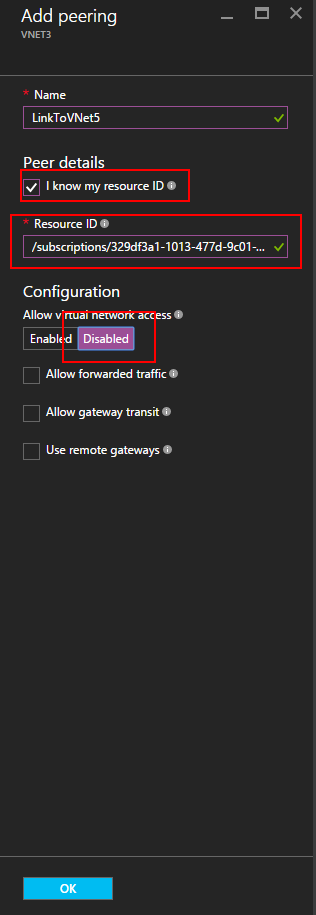 Add peering
VNET3
* Name
LinkToVNet5
Peer details
I know my resource ID
* Resource ID
/subscriptions/329df3a1-1013-477d-9c01-...
Configuration
Allow virtual network access
Enabled Disabled
Allow forwarded traffic
Allow gateway transit
Use remote gateways
OK